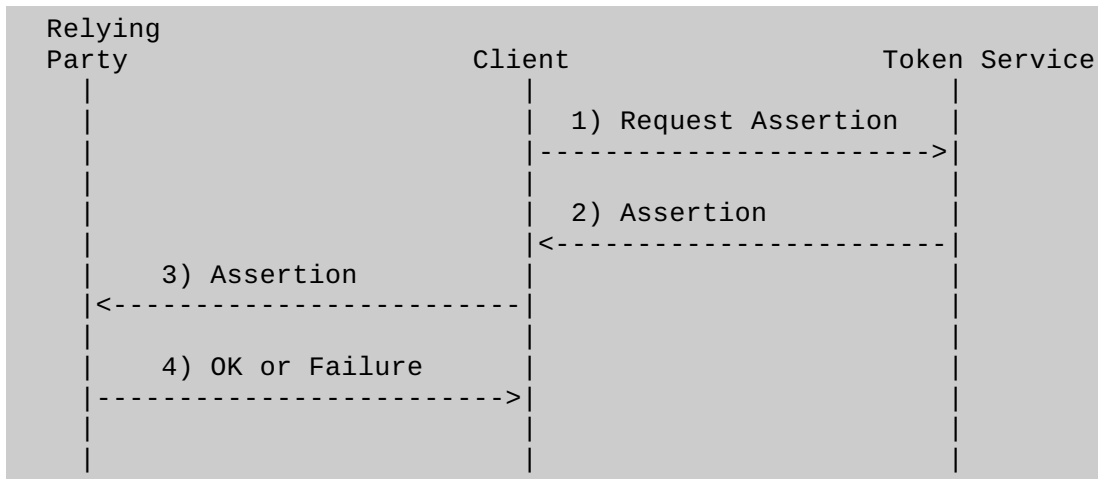 Relying
Party Client Token Service
1) Request Assertion
2) Assertion
3) Assertion
4) OK or Failure